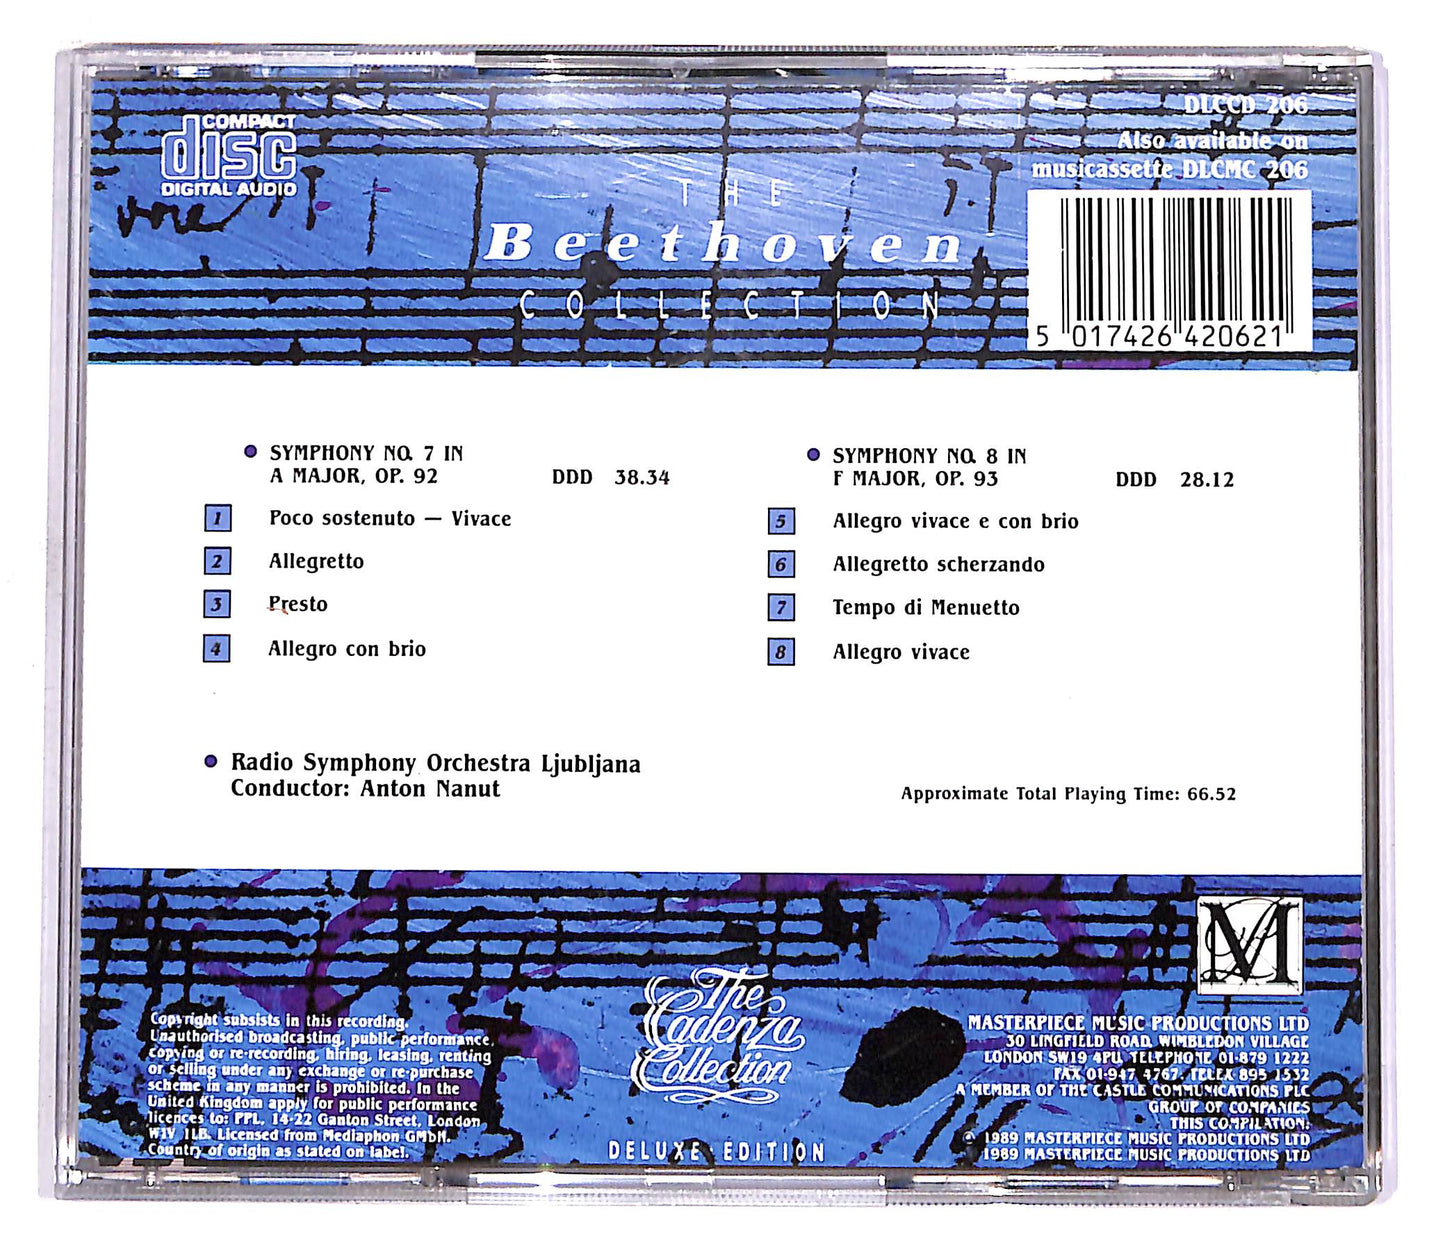 COMPACT
disc
DIGITAL AUDIO
DLCCD 206
Also available on
musicassette DLCMC 206
THE
Beethoven
COLLECTION
5 017426 420621
SYMPHONY NO. 7 IN
A MAJOR, OP. 92 DDD 38.34
1 Poco sostenuto — Vivace
2 Allegretto
3 Presto
4 Allegro con brio
SYMPHONY NO. 8 IN
F MAJOR, OP. 93 DDD 28.12
5 Allegro vivace e con brio
6 Allegretto scherzando
7 Tempo di Menuetto
8 Allegro vivace
Radio Symphony Orchestra Ljubljana
Conductor: Anton Nanut
Approximate Total Playing Time: 66.52
Copyright subsists in this recording.
Unauthorised broadcasting, public performance,
copying or re-recording, hiring, leasing, renting
or selling under any exchange or re-purchase
scheme in any manner is prohibited. In the
United Kingdom apply for public performance
licences to: PPL, 14-22 Ganton Street, London
W1V 1LB. Licensed from Mediaphon GMbH.
Country of origin as stated on label.
The
Cadenza
Collection
DELUXE EDITION
M
MASTERPIECE MUSIC PRODUCTIONS LTD
30 LINGFIELD ROAD, WIMBLEDON VILLAGE
LONDON SW19 4PU, TELEPHONE 01-879 1222
FAX 01-947 4767. TELEX 895 1532
A MEMBER OF THE CASTLE COMMUNICATIONS PLC
GROUP OF COMPANIES
THIS COMPILATION:
℗ 1989 MASTERPIECE MUSIC PRODUCTIONS LTD
1989 MASTERPIECE MUSIC PRODUCTIONS LTD